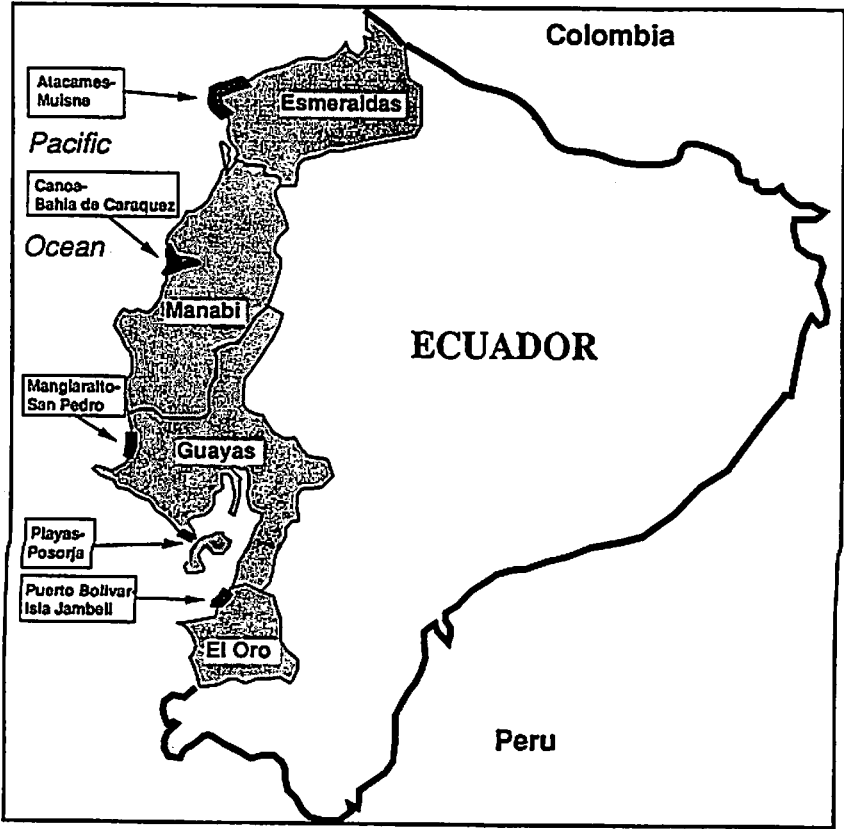 Colombia
Atacames-
Muisne
Esmeraldas
Pacific
Canoa-
Bahia de Caraquez
Ocean
Manabi
ECUADOR
Manglaralto-
San Pedro
Guayas
Playas-
Posorja
Puerto Bolivar
Isla Jambeli
El Oro
Peru